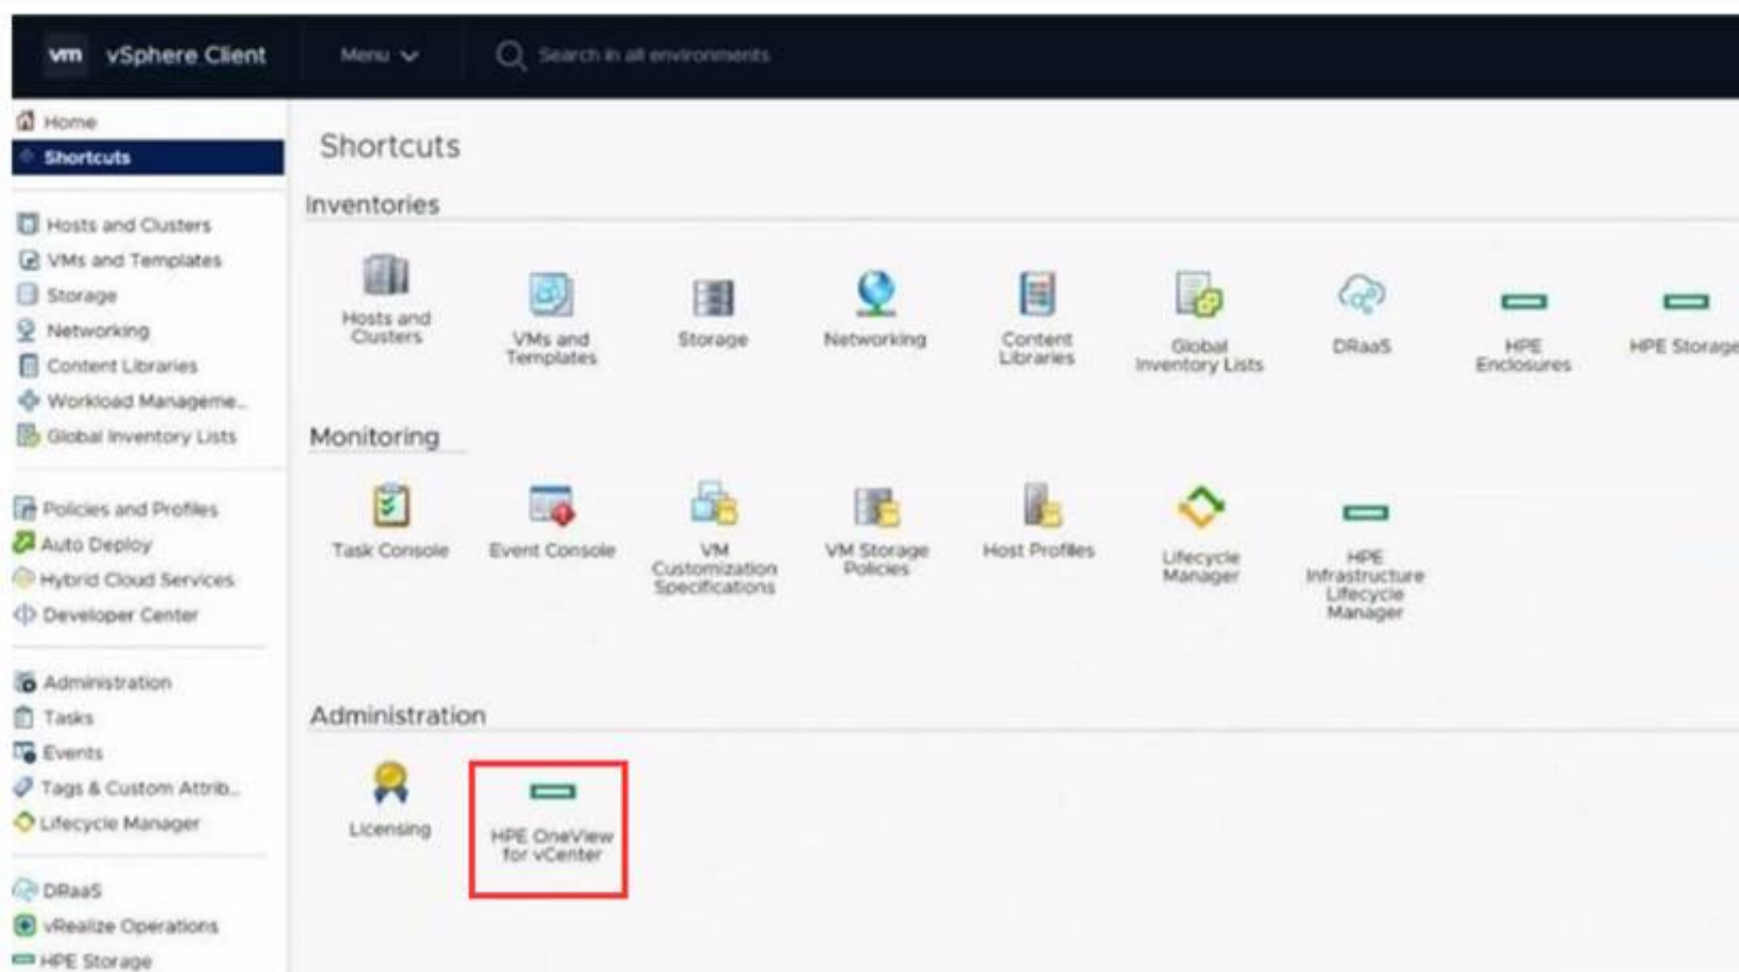 vm vSphere Client Menu Search in all environments
Home
Shortcuts
Hosts and Clusters
VMs and Templates
Storage
Networking
Content Libraries
Workload Manageme...
Global Inventory Lists
Policies and Profiles
Auto Deploy
Hybrid Cloud Services
Developer Center
Administration
Tasks
Events
Tags & Custom Attrib...
Lifecycle Manager
DRaaS
vRealize Operations
HPE Storage
Shortcuts
Inventories
Hosts and
Clusters
VMs and
Templates
Storage
Networking
Content
Libraries
Global
Inventory Lists
DRaaS
HPE
Enclosures
HPE Storage
Monitoring
Task Console
Event Console
VM
Customization
Specifications
VM Storage
Policies
Host Profiles
Lifecycle
Manager
HPE
Infrastructure
Lifecycle
Manager
Administration
Licensing
HPE OneView
for vCenter